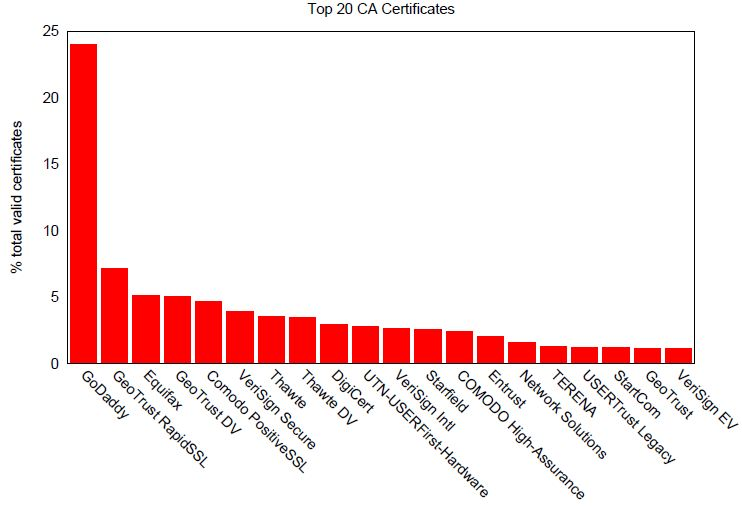 Top 20 CA Certificates
% total valid certificates
25
20
15
10
5
0
GoDaddy
GeoTrust RapidSSL
Equifax
GeoTrust DV
Comodo PositiveSSL
VeriSign Secure
Thawte
Thawte DV
DigiCert
UTN-USERFirst-Hardware
VeriSign Intl
Starfield
COMODO High-Assurance
Entrust
Network Solutions
TERENA
USERTrust Legacy
StartCom
GeoTrust
VeriSign EV